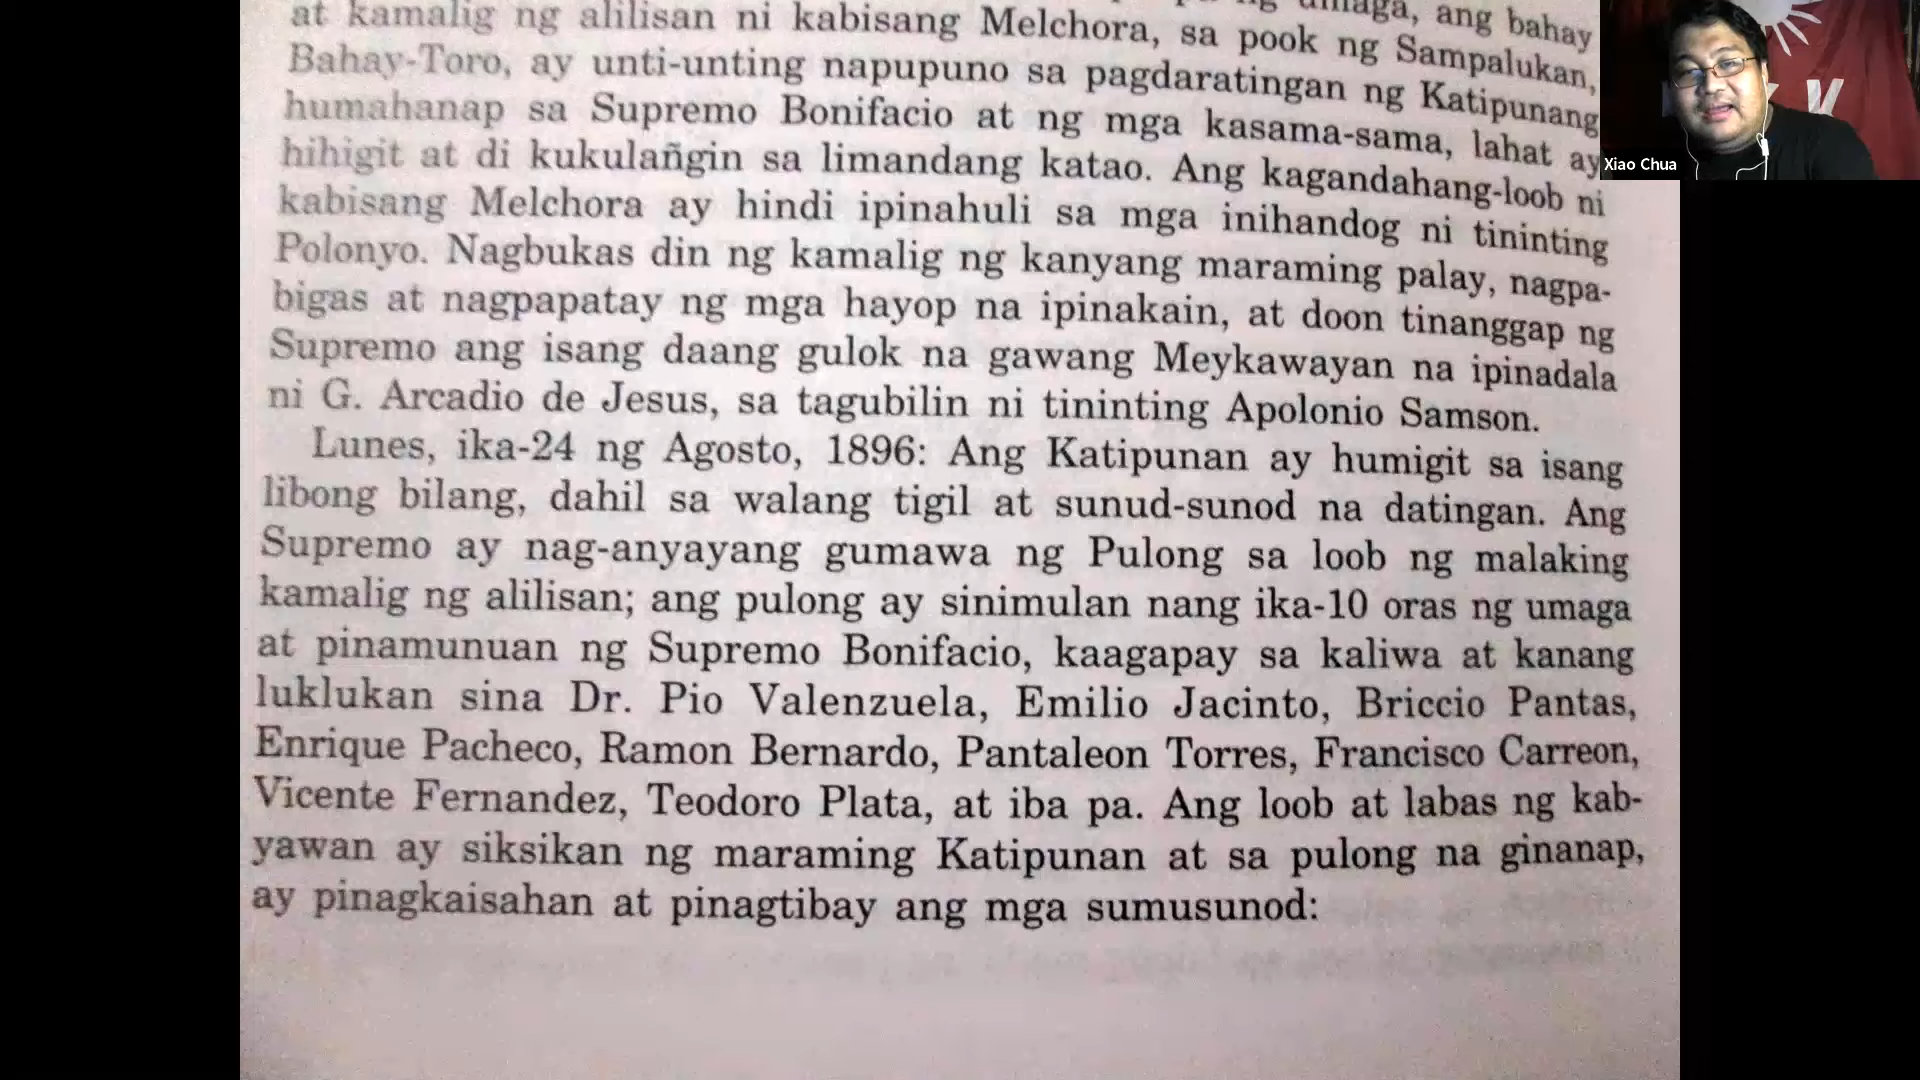 umaga, ang bahay
at kamalig ng alilisan ni kabisang Melchora, sa pook ng Sampalukan,
Bahay-Toro, ay unti-unting napupuno sa pagdaratingan ng Katipunang
humahanap sa Supremo Bonifacio at ng mga kasama-sama, lahat ay
hihigit at di kukulañgin sa limandang katao. Ang kagandahang-loob ni
kabisang Melchora ay hindi ipinahuli sa mga inihandog ni tininting
Polonyo. Nagbukas din ng kamalig ng kanyang maraming palay, nagpa-
bigas at nagpapatay ng mga hayop na ipinakain, at doon tinanggap ng
Supremo ang isang daang gulok na gawang Meykawayan na ipinadala
ni G. Arcadio de Jesus, sa tagubilin ni tininting Apolonio Samson.
Lunes, ika-24 ng Agosto, 1896: Ang Katipunan ay humigit sa isang
libong bilang, dahil sa walang tigil at sunud-sunod na datingan. Ang
Supremo ay nag-anyayang gumawa ng Pulong sa loob ng malaking
kamalig ng alilisan; ang pulong ay sinimulan nang ika-10 oras ng umaga
at pinamunuan ng Supremo Bonifacio, kaagapay sa kaliwa at kanang
luklukan sina Dr. Pio Valenzuela, Emilio Jacinto, Briccio Pantas,
Enrique Pacheco, Ramon Bernardo, Pantaleon Torres, Francisco Carreon,
Vicente Fernandez, Teodoro Plata, at iba pa. Ang loob at labas ng kab-
yawan ay siksikan ng maraming Katipunan at sa pulong na ginanap,
ay pinagkaisahan at pinagtibay ang mga sumusunod:
Xiao Chua